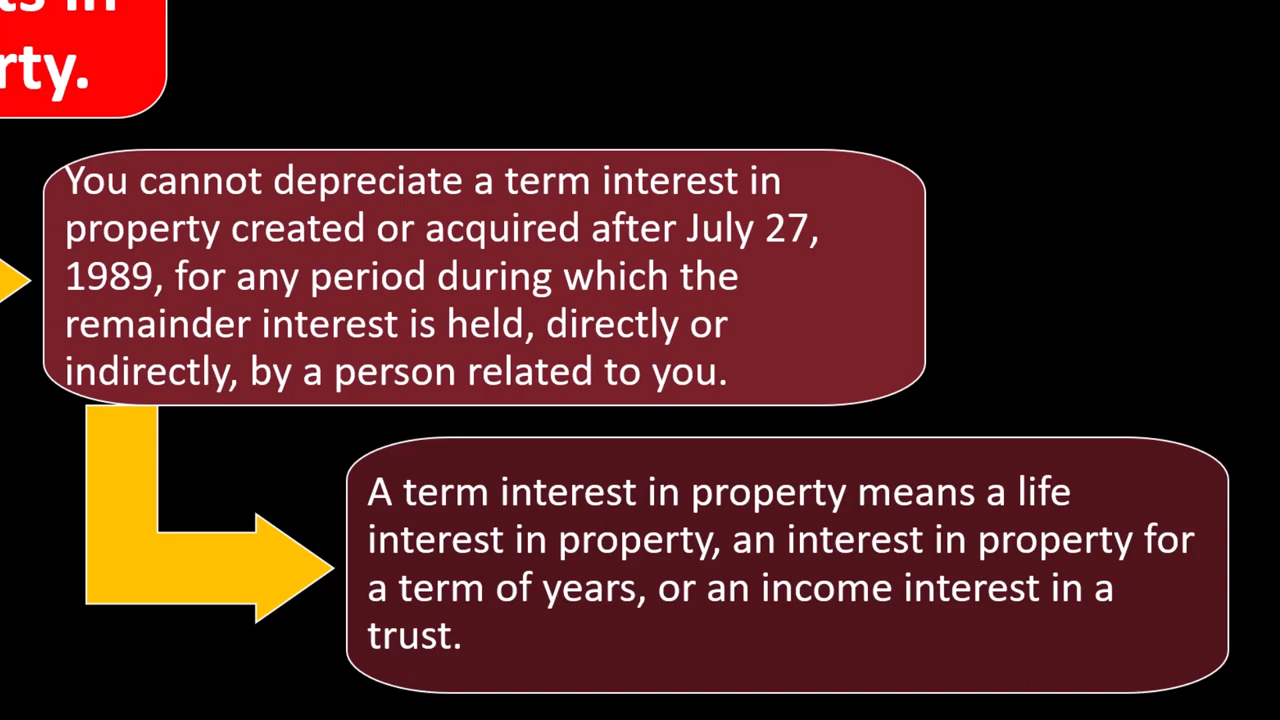 in
You cannot depreciate a term interest in
property created or acquired after July 27,
1989, for any period during which the
remainder interest is held, directly or
indirectly, by a person related to you.
A term interest in property means a life
interest in property, an interest in property for
a term of years, or an income interest in a
trust.